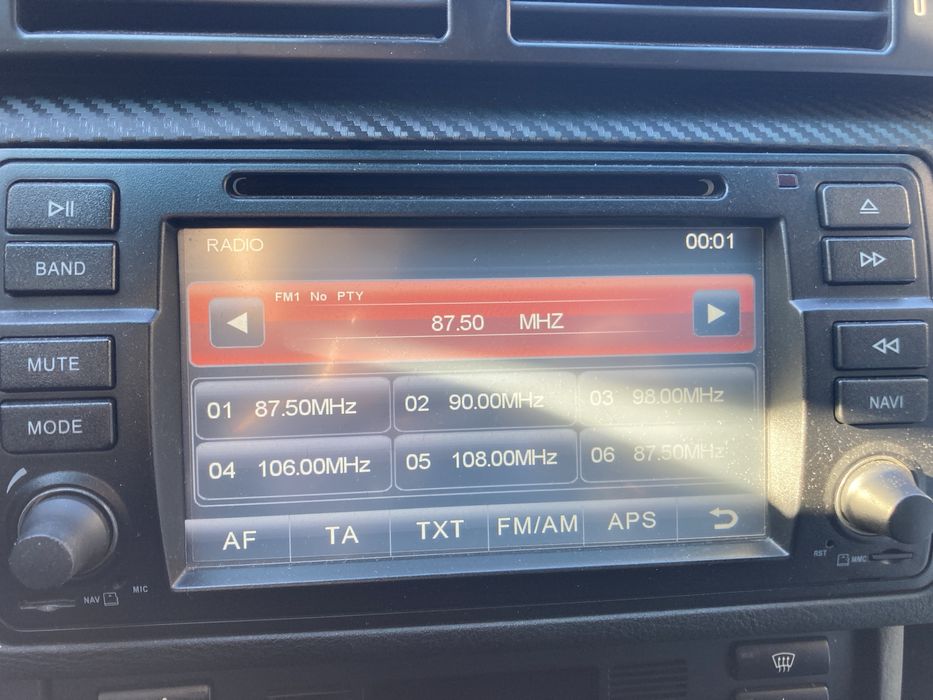 RADIO 00:01
FM1 No PTY
87.50 MHZ
01 87.50MHz 02 90.00MHz 03 98.00MHz
04 106.00MHz 05 108.00MHz 06 87.50MHz
AF TA TXT FM/AM APS
BAND
MUTE
MODE
NAVI
NAV
MIC
RST
MMC